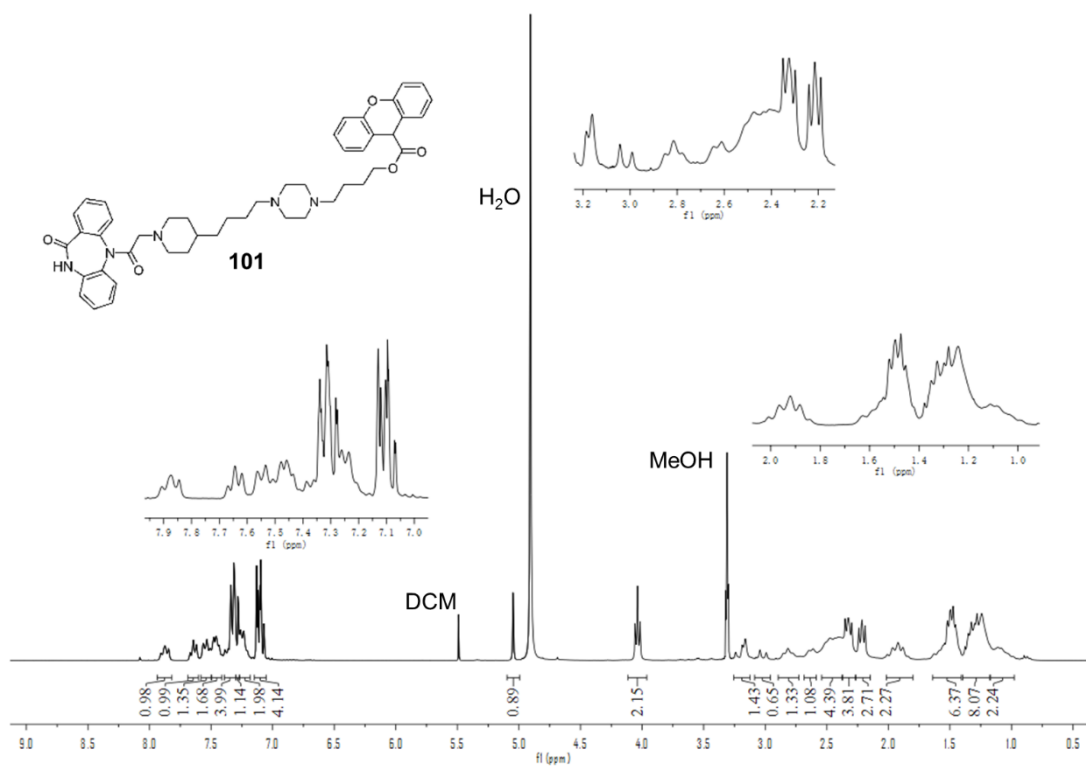 3.2 3.0 2.8 2.6 2.4 2.2
f1 (ppm)
O
O
O
H₂O
N
N
N
O
N
O
HN
101
2.0 1.8 1.6 1.4 1.2 1.0
f1 (ppm)
MeOH
7.9 7.8 7.7 7.6 7.5 7.4 7.3 7.2 7.1 7.0
f1 (ppm)
DCM
0.98 0.99 1.35 1.68 3.99 1.14 1.98 4.14 0.89 2.15 1.43 0.65 1.33 1.08 4.39 3.81 2.71 2.27 6.37 8.07 2.24
9.0 8.5 8.0 7.5 7.0 6.5 6.0 5.5 5.0 4.5 4.0 3.5 3.0 2.5 2.0 1.5 1.0 0.5
f1 (ppm)